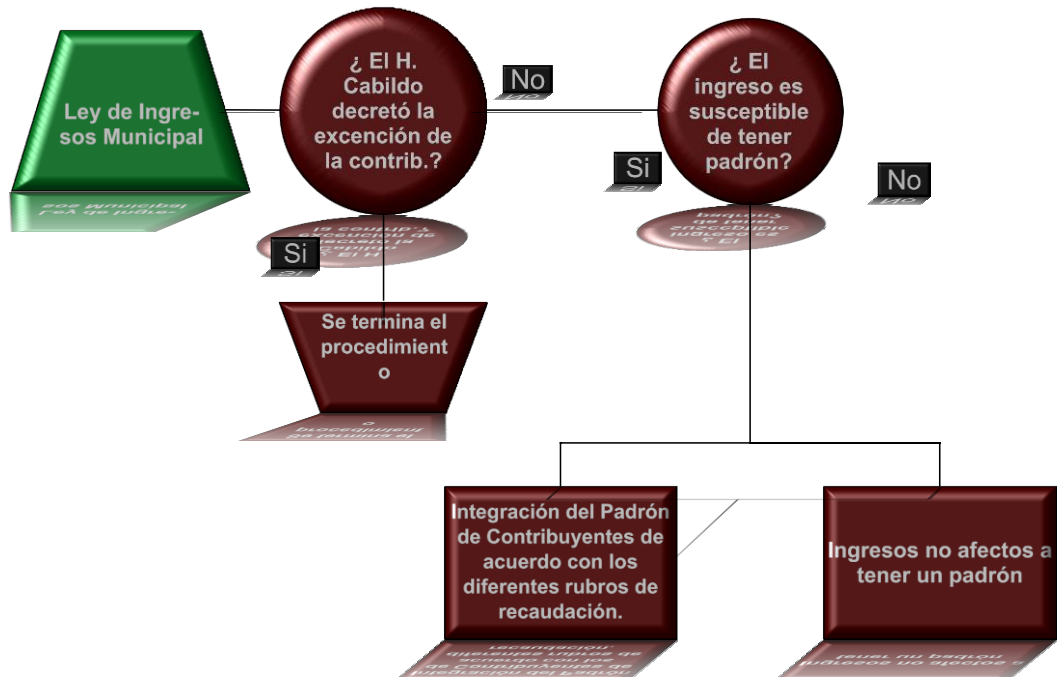 Ley de Ingre-
sos Municipal
¿ El H.
Cabildo
decretó la
excención de
la contrib.?
No
¿ El
ingreso es
susceptible
de tener
padrón?
Si
No
Si
Se termina el
procedimient
o
Integración del Padrón
de Contribuyentes de
acuerdo con los
diferentes rubros de
recaudación.
Ingresos no afectos a
tener un padrón